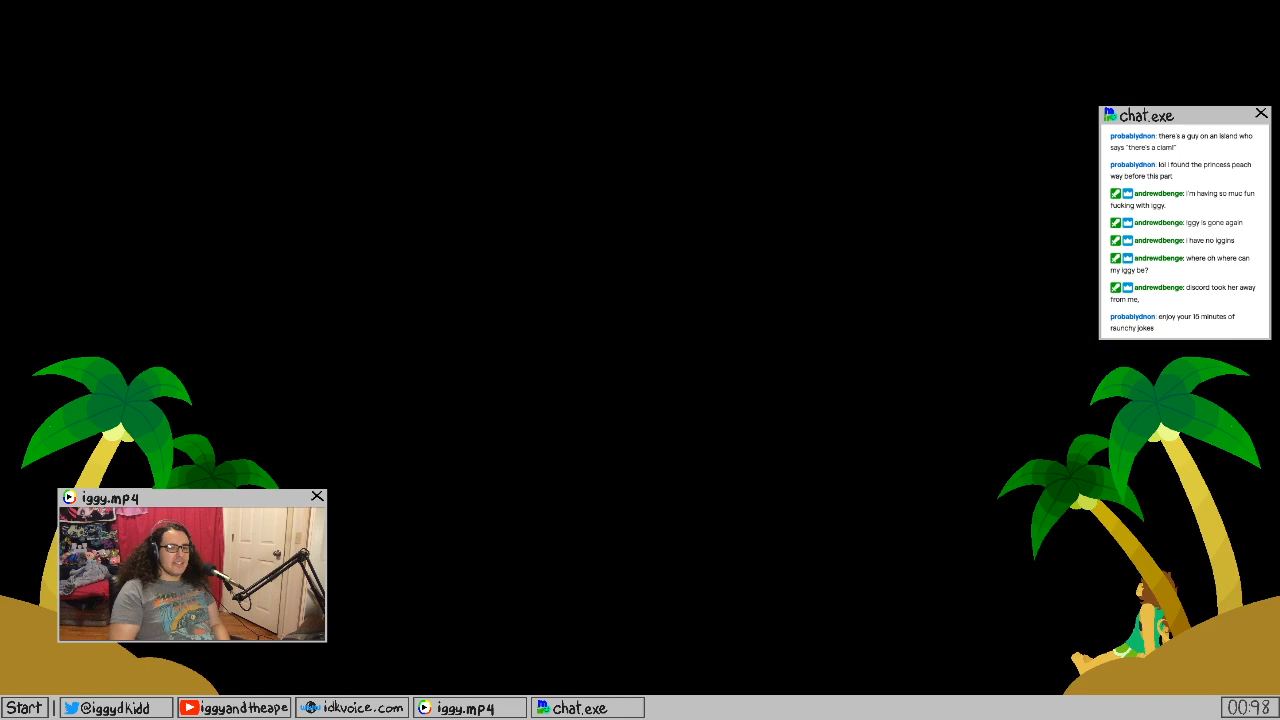 chat.exe
probablydnon: there's a guy on an island who
says "there's a clam!"
probablydnon: lol i found the princess peach
way before this part
andrewdbenge: i'm having so muc fun
fucking with iggy.
andrewdbenge: iggy is gone again
andrewdbenge: i have no iggins
andrewdbenge: where oh where can
my iggy be?
andrewdbenge: discord took her away
from me,
probablydnon: enjoy your 15 minutes of
raunchy jokes
iggy.mp4
Start | @iggydkidd iggyandtheape idkvoice.com iggy.mp4 chat.exe 00:98